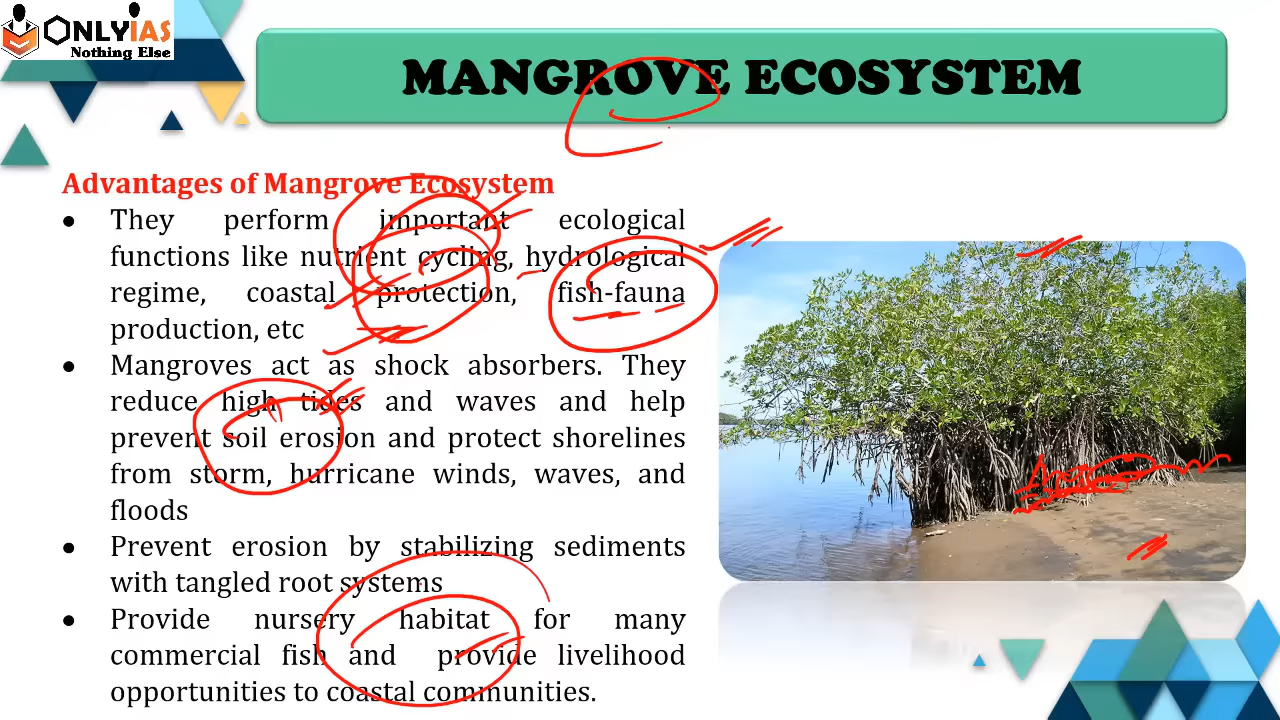 ONLYIAS
Nothing Else
MANGROVE ECOSYSTEM
Advantages of Mangrove Ecosystem
• They perform important ecological
functions like nutrient cycling, hydrological
regime, coastal protection, fish-fauna
production, etc
• Mangroves act as shock absorbers. They
reduce high tides and waves and help
prevent soil erosion and protect shorelines
from storm, hurricane winds, waves, and
floods
• Prevent erosion by stabilizing sediments
with tangled root systems
• Provide nursery habitat for many
commercial fish and provide livelihood
opportunities to coastal communities.